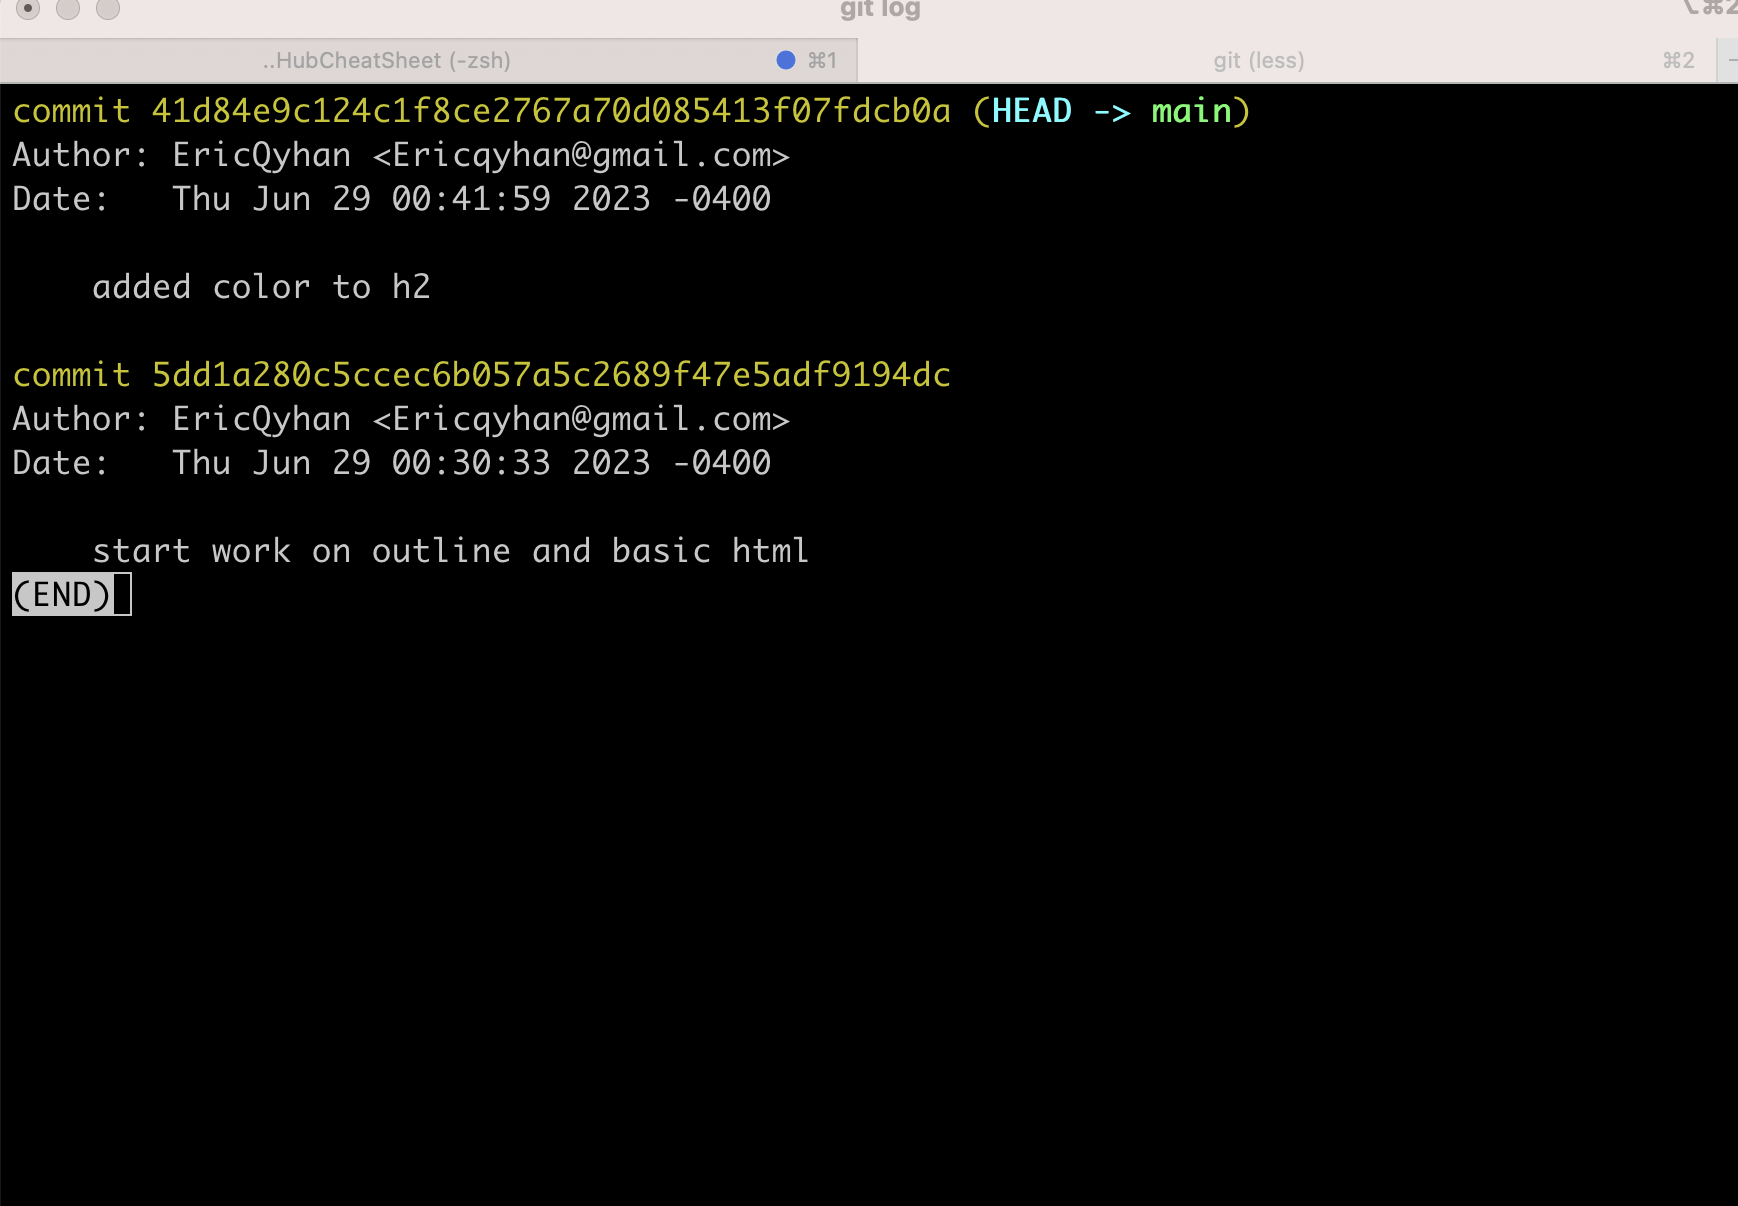 git log
⌥⌘2
..HubCheatSheet (-zsh) ⌘1 git (less) ⌘2
commit 41d84e9c124c1f8ce2767a70d085413f07fdcb0a (HEAD -> main)
Author: EricQyhan <Ericqyhan@gmail.com>
Date:   Thu Jun 29 00:41:59 2023 -0400
added color to h2
commit 5dd1a280c5ccec6b057a5c2689f47e5adf9194dc
Author: EricQyhan <Ericqyhan@gmail.com>
Date:   Thu Jun 29 00:30:33 2023 -0400
start work on outline and basic html
(END)